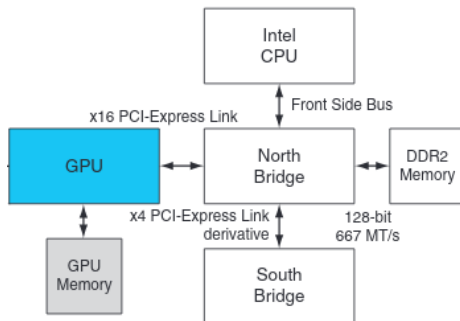 Intel
CPU
Front Side Bus
x16 PCI-Express Link
GPU
North
Bridge
DDR2
Memory
x4 PCI-Express Link
derivative
128-bit
667 MT/s
GPU
Memory
South
Bridge